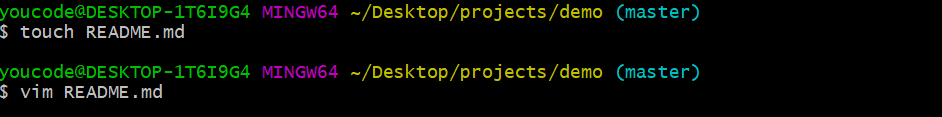 youcode@DESKTOP-1T6I9G4 MINGW64 ~/Desktop/projects/demo (master)
$ touch README.md
youcode@DESKTOP-1T6I9G4 MINGW64 ~/Desktop/projects/demo (master)
$ vim README.md